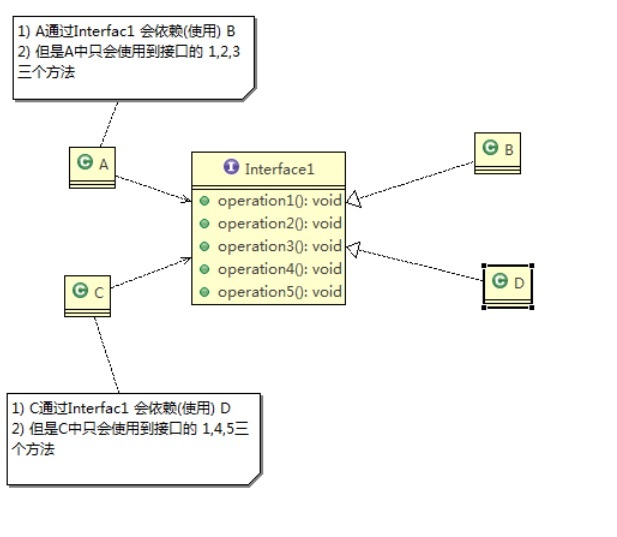 1) A通过Interfac1 会依赖(使用) B
2) 但是A中只会使用到接口的 1,2,3
三个方法
C A
I Interface1
C B
operation1(): void
operation2(): void
operation3(): void
operation4(): void
operation5(): void
C C
C D
1) C通过Interfac1 会依赖(使用) D
2) 但是C中只会使用到接口的 1,4,5三
个方法